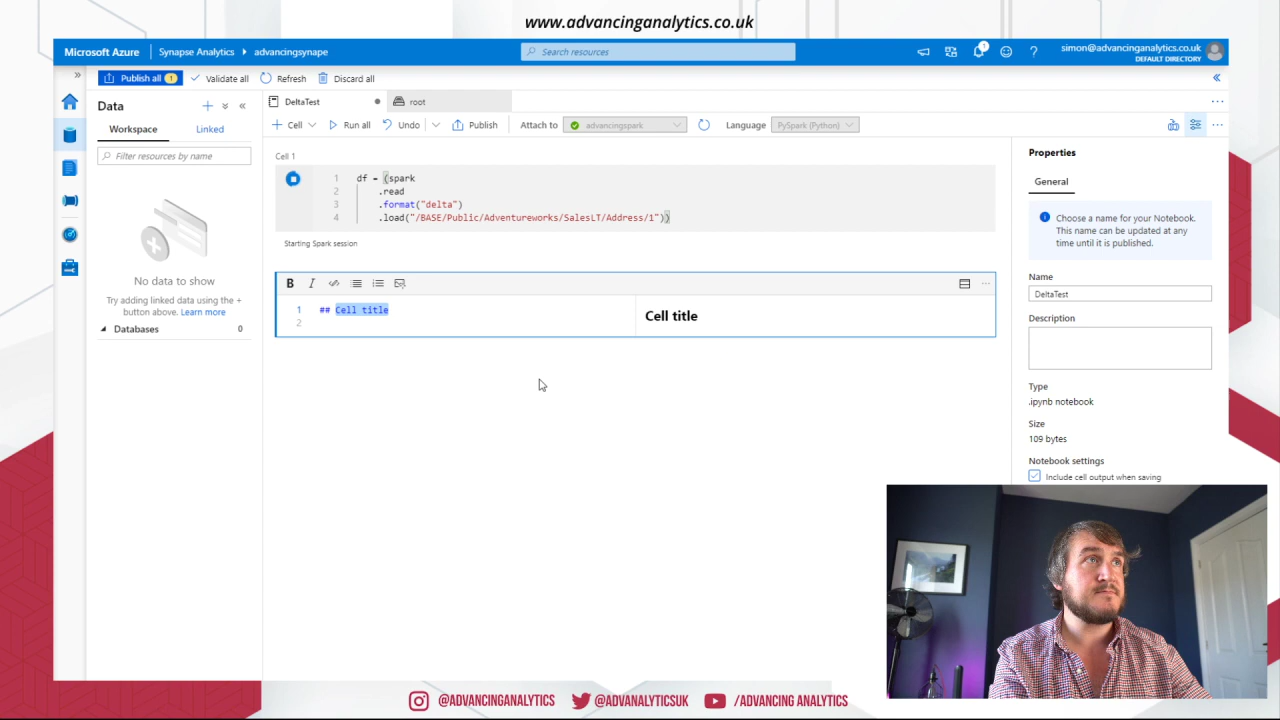 www.advancinganalytics.co.uk
Microsoft Azure
Synapse Analytics
advancingsynape
Search resources
1
simon@advancinganalytics.co.uk
DEFAULT DIRECTORY
Publish all 1
Validate all
Refresh
Discard all
Data
Workspace
Linked
Filter resources by name
No data to show
Try adding linked data using the +
button above. Learn more
Databases 0
DeltaTest
root
Cell
Run all
Undo
Publish
Attach to
advancingspark
Language
PySpark (Python)
Cell 1
1 df = (spark
2 .read
3 .format("delta")
4 .load("/BASE/Public/Adventureworks/SalesLT/Address/1"))
Starting Spark session
B I
1 ## Cell title
2
Cell title
Properties
General
Choose a name for your Notebook.
This name can be updated at any
time until it is published.
Name
DeltaTest
Description
Type
.ipynb notebook
Size
109 bytes
Notebook settings
Include cell output when saving
@ADVANCINGANALYTICS
@ADVANALYTICSUK
/ADVANCING ANALYTICS